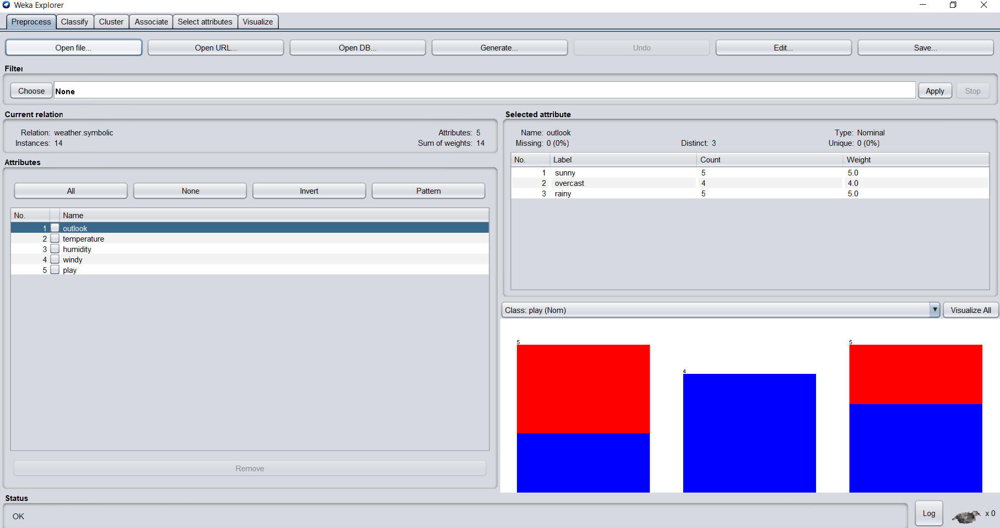 Weka Explorer
Preprocess Classify Cluster Associate Select attributes Visualize
Open file... Open URL... Open DB... Generate... Undo Edit... Save...
Filter
Choose None Apply Stop
Current relation
Relation: weather.symbolic Attributes: 5
Instances: 14 Sum of weights: 14
Attributes
All None Invert Pattern
No. Name
1 outlook
2 temperature
3 humidity
4 windy
5 play
Remove
Selected attribute
Name: outlook Type: Nominal
Missing: 0 (0%) Distinct: 3 Unique: 0 (0%)
No. Label Count Weight
1 sunny 5 5.0
2 overcast 4 4.0
3 rainy 5 5.0
Class: play (Nom) Visualize All
5 4 5
Status
OK
Log x 0